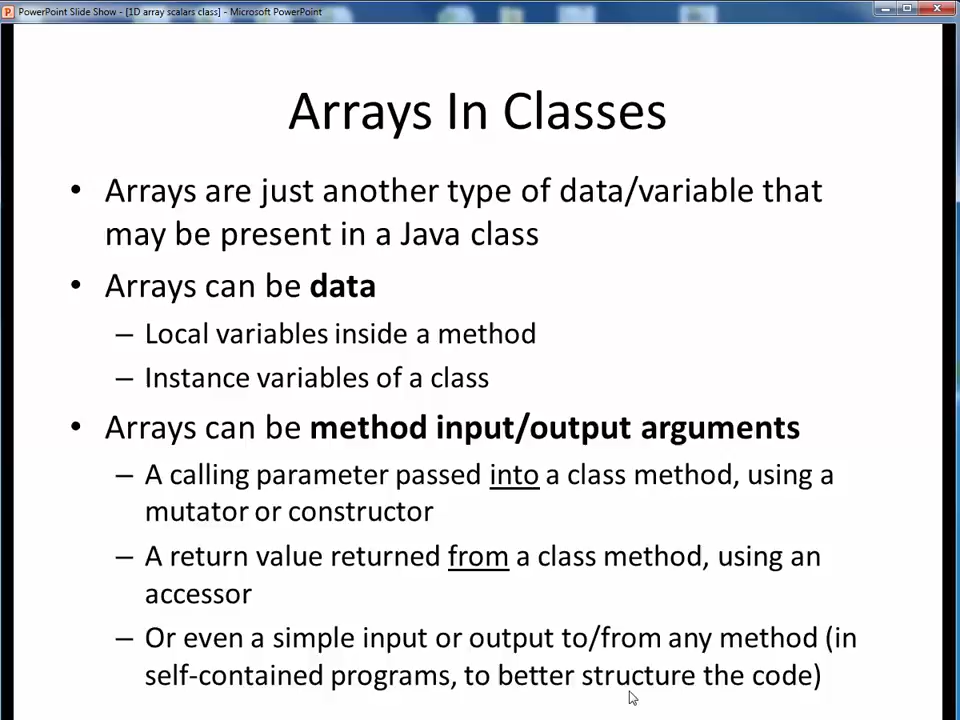 PowerPoint Slide Show - [1D array scalars class] - Microsoft PowerPoint
Arrays In Classes
• Arrays are just another type of data/variable that
may be present in a Java class
• Arrays can be data
– Local variables inside a method
– Instance variables of a class
• Arrays can be method input/output arguments
– A calling parameter passed into a class method, using a
mutator or constructor
– A return value returned from a class method, using an
accessor
– Or even a simple input or output to/from any method (in
self-contained programs, to better structure the code)